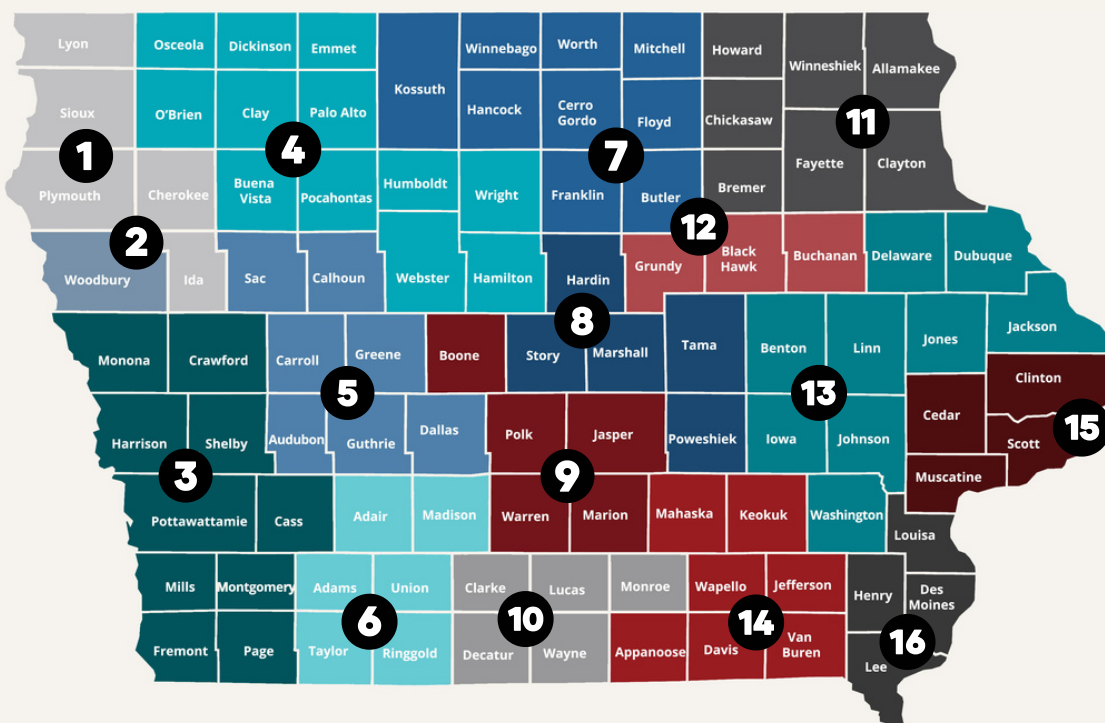 Lyon
Osceola
Dickinson
Emmet
Kossuth
Winnebago
Worth
Mitchell
Howard
Winneshiek
Allamakee
Sioux
O'Brien
Clay
Palo Alto
Hancock
Cerro
Gordo
Floyd
Chickasaw
1
4
7
11
Plymouth
Cherokee
Buena
Vista
Pocahontas
Humboldt
Wright
Franklin
Butler
Bremer
Fayette
Clayton
2
12
Woodbury
Ida
Sac
Calhoun
Webster
Hamilton
Hardin
Grundy
Black
Hawk
Buchanan
Delaware
Dubuque
8
Monona
Crawford
Carroll
Greene
Boone
Story
Marshall
Tama
Benton
Linn
Jones
Jackson
5
13
Clinton
Harrison
Shelby
Audubon
Guthrie
Dallas
Polk
Jasper
Poweshiek
Iowa
Johnson
Cedar
Scott
15
3
9
Muscatine
Pottawattamie
Cass
Adair
Madison
Warren
Marion
Mahaska
Keokuk
Washington
Louisa
Mills
Montgomery
Adams
Union
Clarke
Lucas
Monroe
Wapello
Jefferson
Henry
Des
Moines
6
10
14
16
Fremont
Page
Taylor
Ringgold
Decatur
Wayne
Appanoose
Davis
Van
Buren
Lee